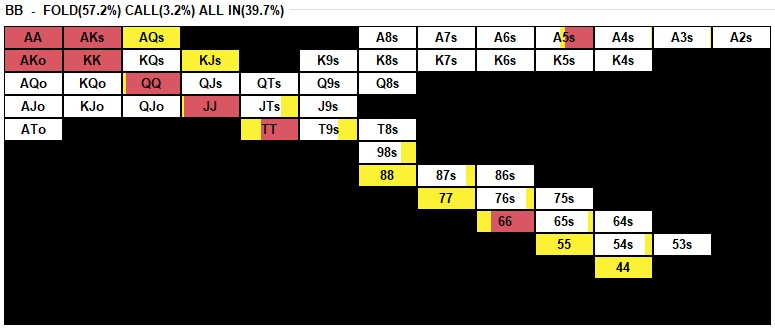 BB - FOLD(57.2%) CALL(3.2%) ALL IN(39.7%)
AA AKs AQs A8s A7s A6s A5s A4s A3s A2s
AKo KK KQs KJs K9s K8s K7s K6s K5s K4s
AQo KQo QQ QJs QTs Q9s Q8s
AJo KJo QJo JJ JTs J9s
ATo TT T9s T8s
98s
88 87s 86s
77 76s 75s
66 65s 64s
55 54s 53s
44